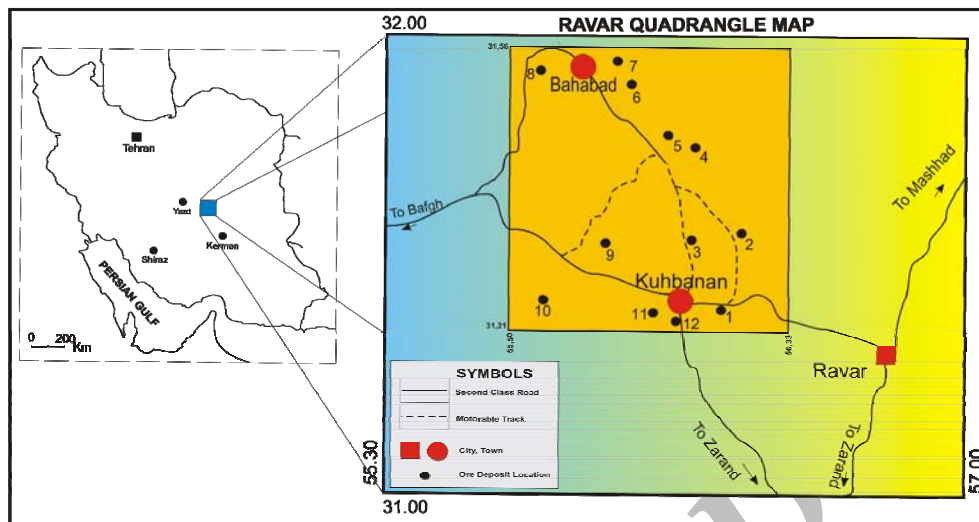 32.00
RAVAR QUADRANGLE MAP
31,56
7
8
Bahabad
6
Tehran
5
4
To Mashhad
Yazd
To Bafgh
Kerman
2
3
9
Shiraz
Kuhbanan
PERSIAN GULF
10
11
12
1
31,21
55,50
56,33
0 200
Km
Ravar
SYMBOLS
Second Class Road
Motorable Track
City, Town
Ore Deposit Location
To Zarand
To Zarand
55.30
57.00
31.00